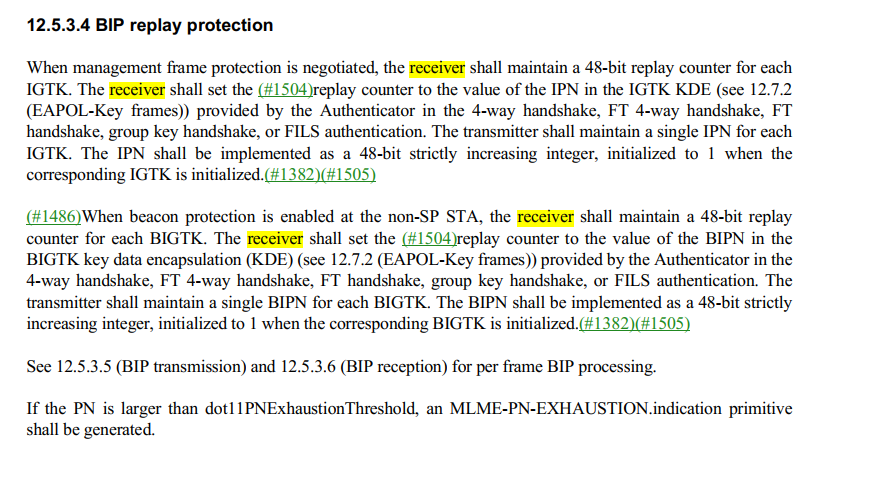 12.5.3.4 BIP replay protection
When management frame protection is negotiated, the receiver shall maintain a 48-bit replay counter for each
IGTK. The receiver shall set the (#1504)replay counter to the value of the IPN in the IGTK KDE (see 12.7.2
(EAPOL-Key frames)) provided by the Authenticator in the 4-way handshake, FT 4-way handshake, FT
handshake, group key handshake, or FILS authentication. The transmitter shall maintain a single IPN for each
IGTK. The IPN shall be implemented as a 48-bit strictly increasing integer, initialized to 1 when the
corresponding IGTK is initialized.(#1382)(#1505)
(#1486)When beacon protection is enabled at the non-SP STA, the receiver shall maintain a 48-bit replay
counter for each BIGTK. The receiver shall set the (#1504)replay counter to the value of the BIPN in the
BIGTK key data encapsulation (KDE) (see 12.7.2 (EAPOL-Key frames)) provided by the Authenticator in the
4-way handshake, FT 4-way handshake, FT handshake, group key handshake, or FILS authentication. The
transmitter shall maintain a single BIPN for each BIGTK. The BIPN shall be implemented as a 48-bit strictly
increasing integer, initialized to 1 when the corresponding BIGTK is initialized.(#1382)(#1505)
See 12.5.3.5 (BIP transmission) and 12.5.3.6 (BIP reception) for per frame BIP processing.
If the PN is larger than dot11PNExhaustionThreshold, an MLME-PN-EXHAUSTION.indication primitive
shall be generated.